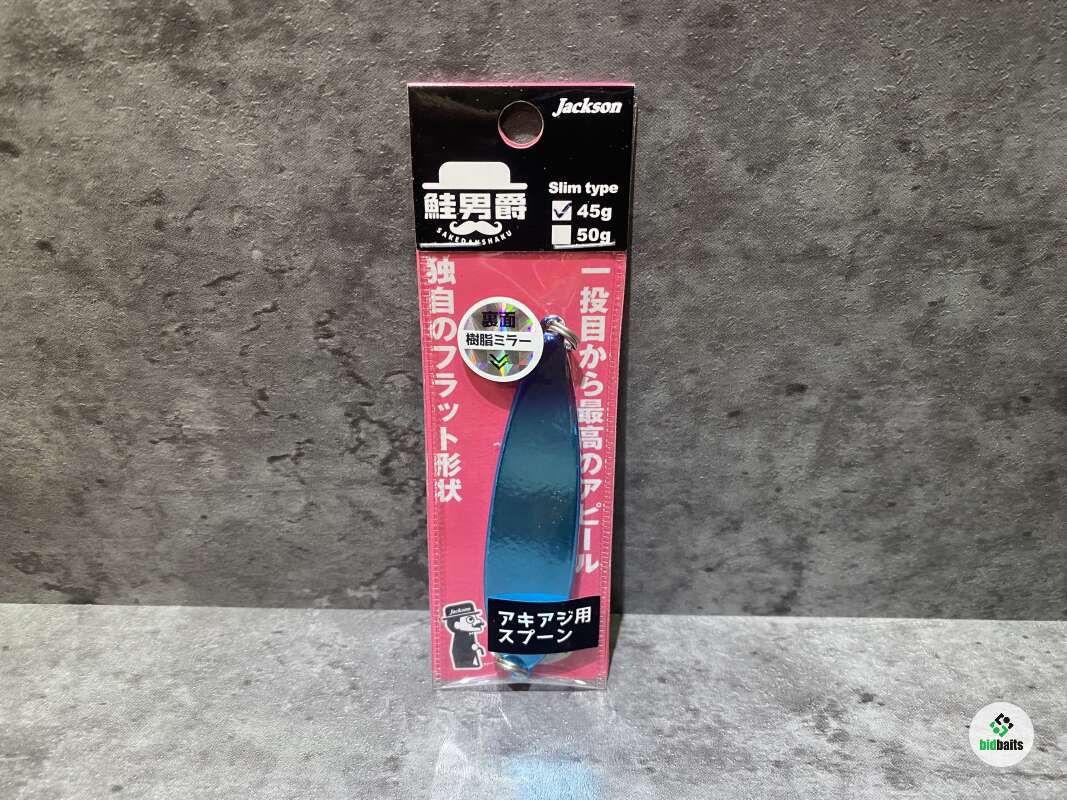 Jackson
鮭男爵
SAKEDANSHAKU
Slim type
45g
50g
一投目から最高のアピール
独自のフラット形状
裏面
樹脂ミラー
Jackson
アキアジ用
スプーン
bidbaits